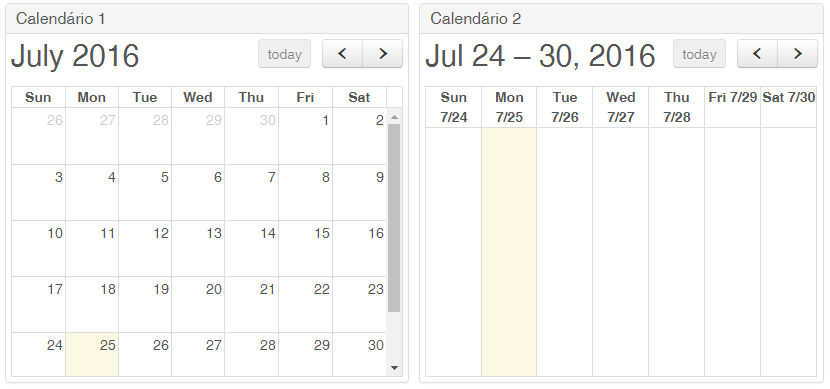 Calendário 1
July 2016
today
Sun Mon Tue Wed Thu Fri Sat
26 27 28 29 30 1 2
3 4 5 6 7 8 9
10 11 12 13 14 15 16
17 18 19 20 21 22 23
24 25 26 27 28 29 30
Calendário 2
Jul 24 – 30, 2016
today
Sun Mon Tue Wed Thu Fri 7/29 Sat 7/30
7/24 7/25 7/26 7/27 7/28